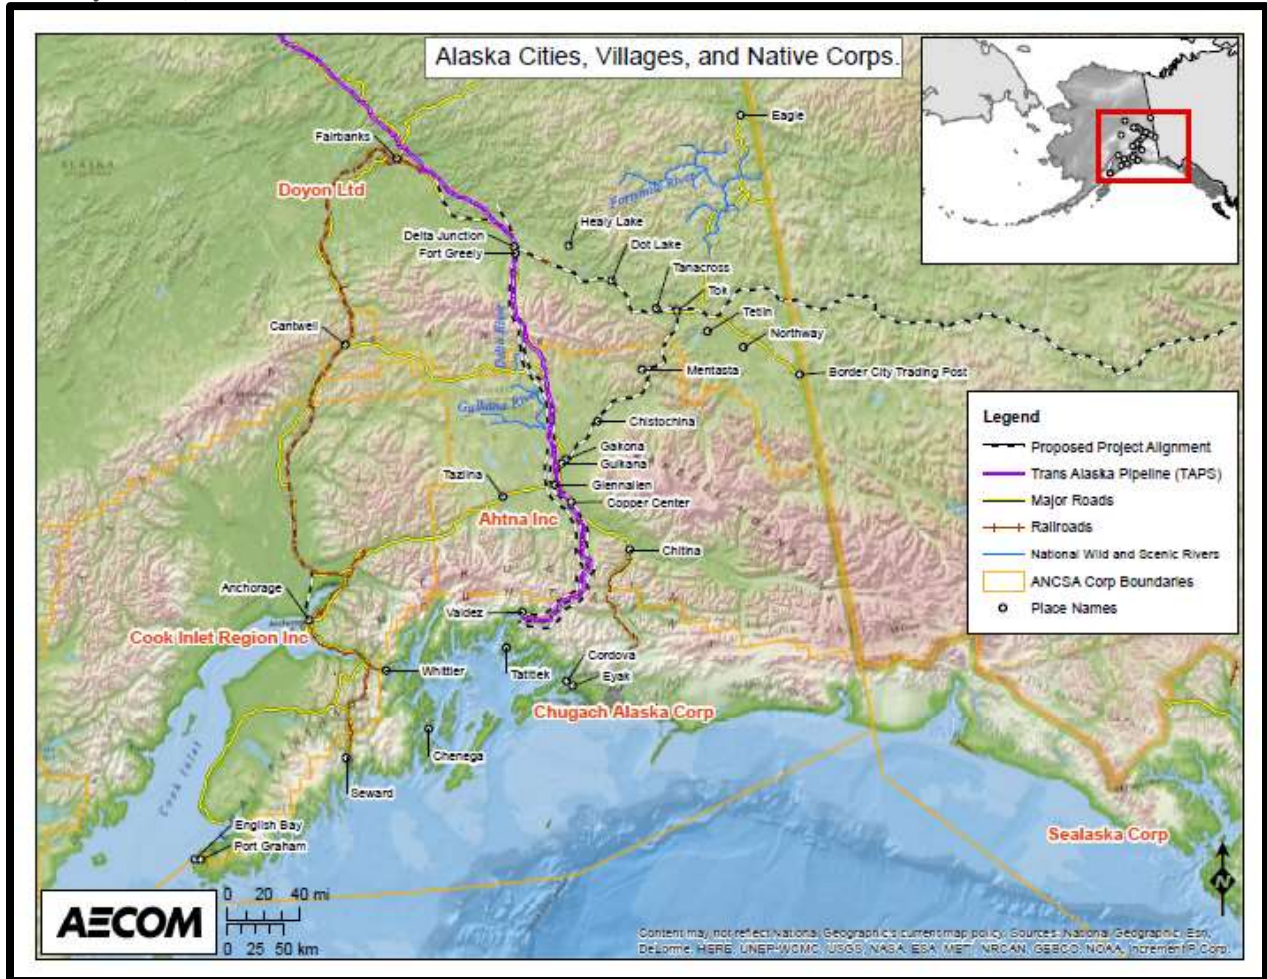 Alaska Cities, Villages, and Native Corps.
Eagle
Fairbanks
Doyon Ltd
Fortymile River
Healy Lake
Delta Junction
Fort Greely
Dot Lake
Tanacross
Tok
Tetlin
Northway
Cantwell
Delta River
Mentasta
Border City Trading Post
Gulkana River
Chistochina
Gakona
Gulkana
Tazlina
Glennallen
Copper Center
Ahtna Inc
Chitina
Anchorage
Valdez
Cook Inlet Region Inc
Cordova
Whittler
Tatitlek
Eyak
Chugach Alaska Corp
Chenega
Cook Inlet
Seward
English Bay
Port Graham
Sealaska Corp
Legend
Proposed Project Alignment
Trans Alaska Pipeline (TAPS)
Major Roads
Railroads
National Wild and Scenic Rivers
ANCSA Corp Boundaries
Place Names
N
AECOM
0 20 40 mi
0 25 50 km
Content may not reflect National Geographic's current map policy. Sources: National Geographic, Esri,
DeLorme, HERE, UNEP-WCMC, USGS, NASA, ESA, METI, NRCAN, GEBCO, NOAA, Increment P Corp.